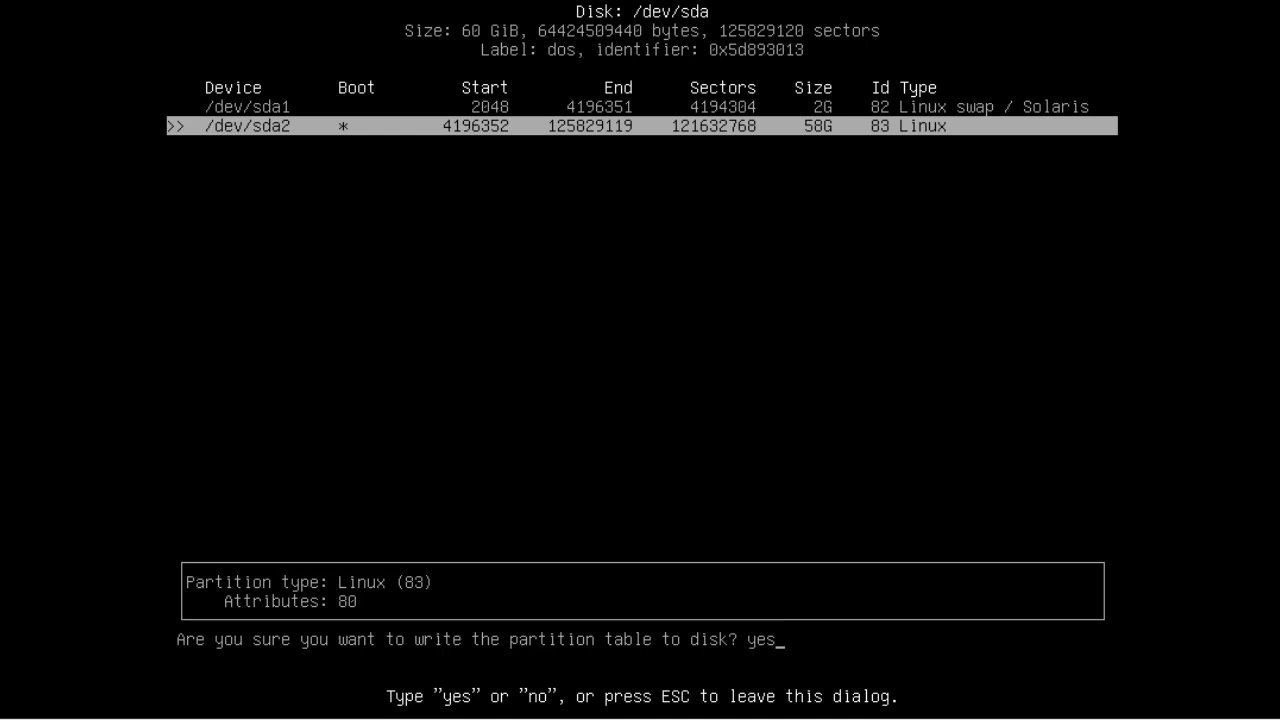 Disk: /dev/sda
Size: 60 GiB, 64424509440 bytes, 125829120 sectors
Label: dos, identifier: 0x5d893013
Device Boot Start End Sectors Size Id Type
/dev/sda1 2048 4196351 4194304 2G 82 Linux swap / Solaris
>> /dev/sda2 * 4196352 125829119 121632768 58G 83 Linux
Partition type: Linux (83)
Attributes: 80
Are you sure you want to write the partition table to disk? yes_
Type "yes" or "no", or press ESC to leave this dialog.